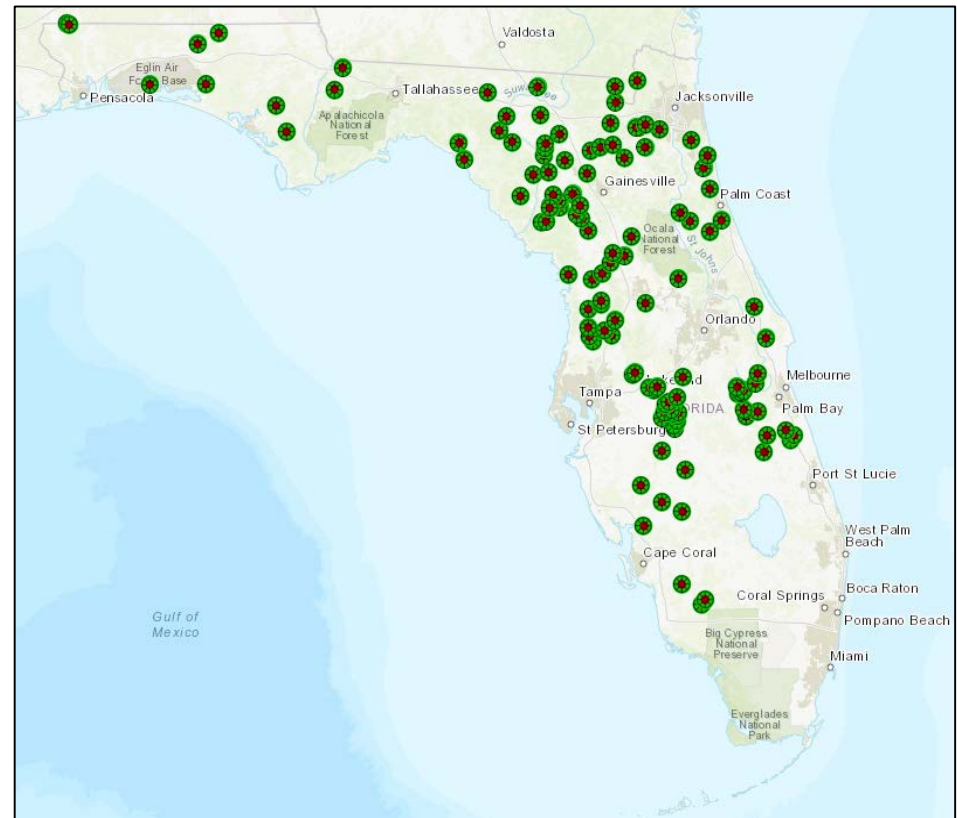 Valdosta
Eglin Air
Pensacola
Tallahassee
Jacksonville
Apalachicola
National
Forest
Gainesville
Palm Coast
Ocala
National
Forest
St Johns
Orlando
Melbourne
Tampa
Palm Bay
St Petersburg
Port St Lucie
West Palm
Beach
Cape Coral
Boca Raton
Coral Springs
Pompano Beach
Gulf of
Mexico
Big Cypress
National
Preserve
Miami
Everglades
National
Park